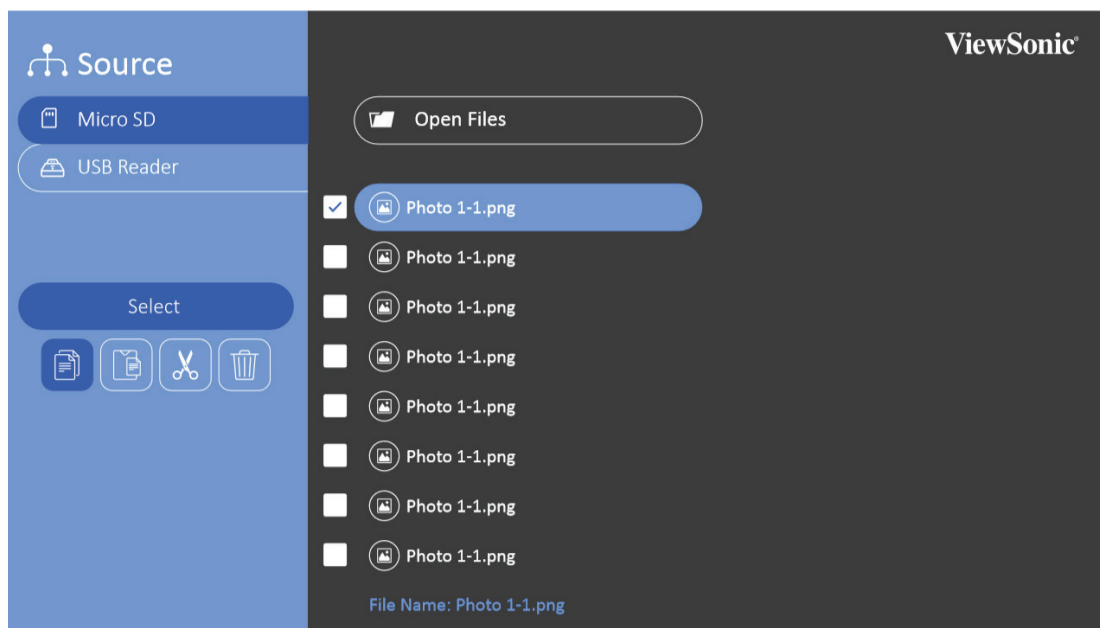 Source
Micro SD
USB Reader
Select
ViewSonic®
Open Files
Photo 1-1.png
Photo 1-1.png
Photo 1-1.png
Photo 1-1.png
Photo 1-1.png
Photo 1-1.png
Photo 1-1.png
Photo 1-1.png
File Name: Photo 1-1.png